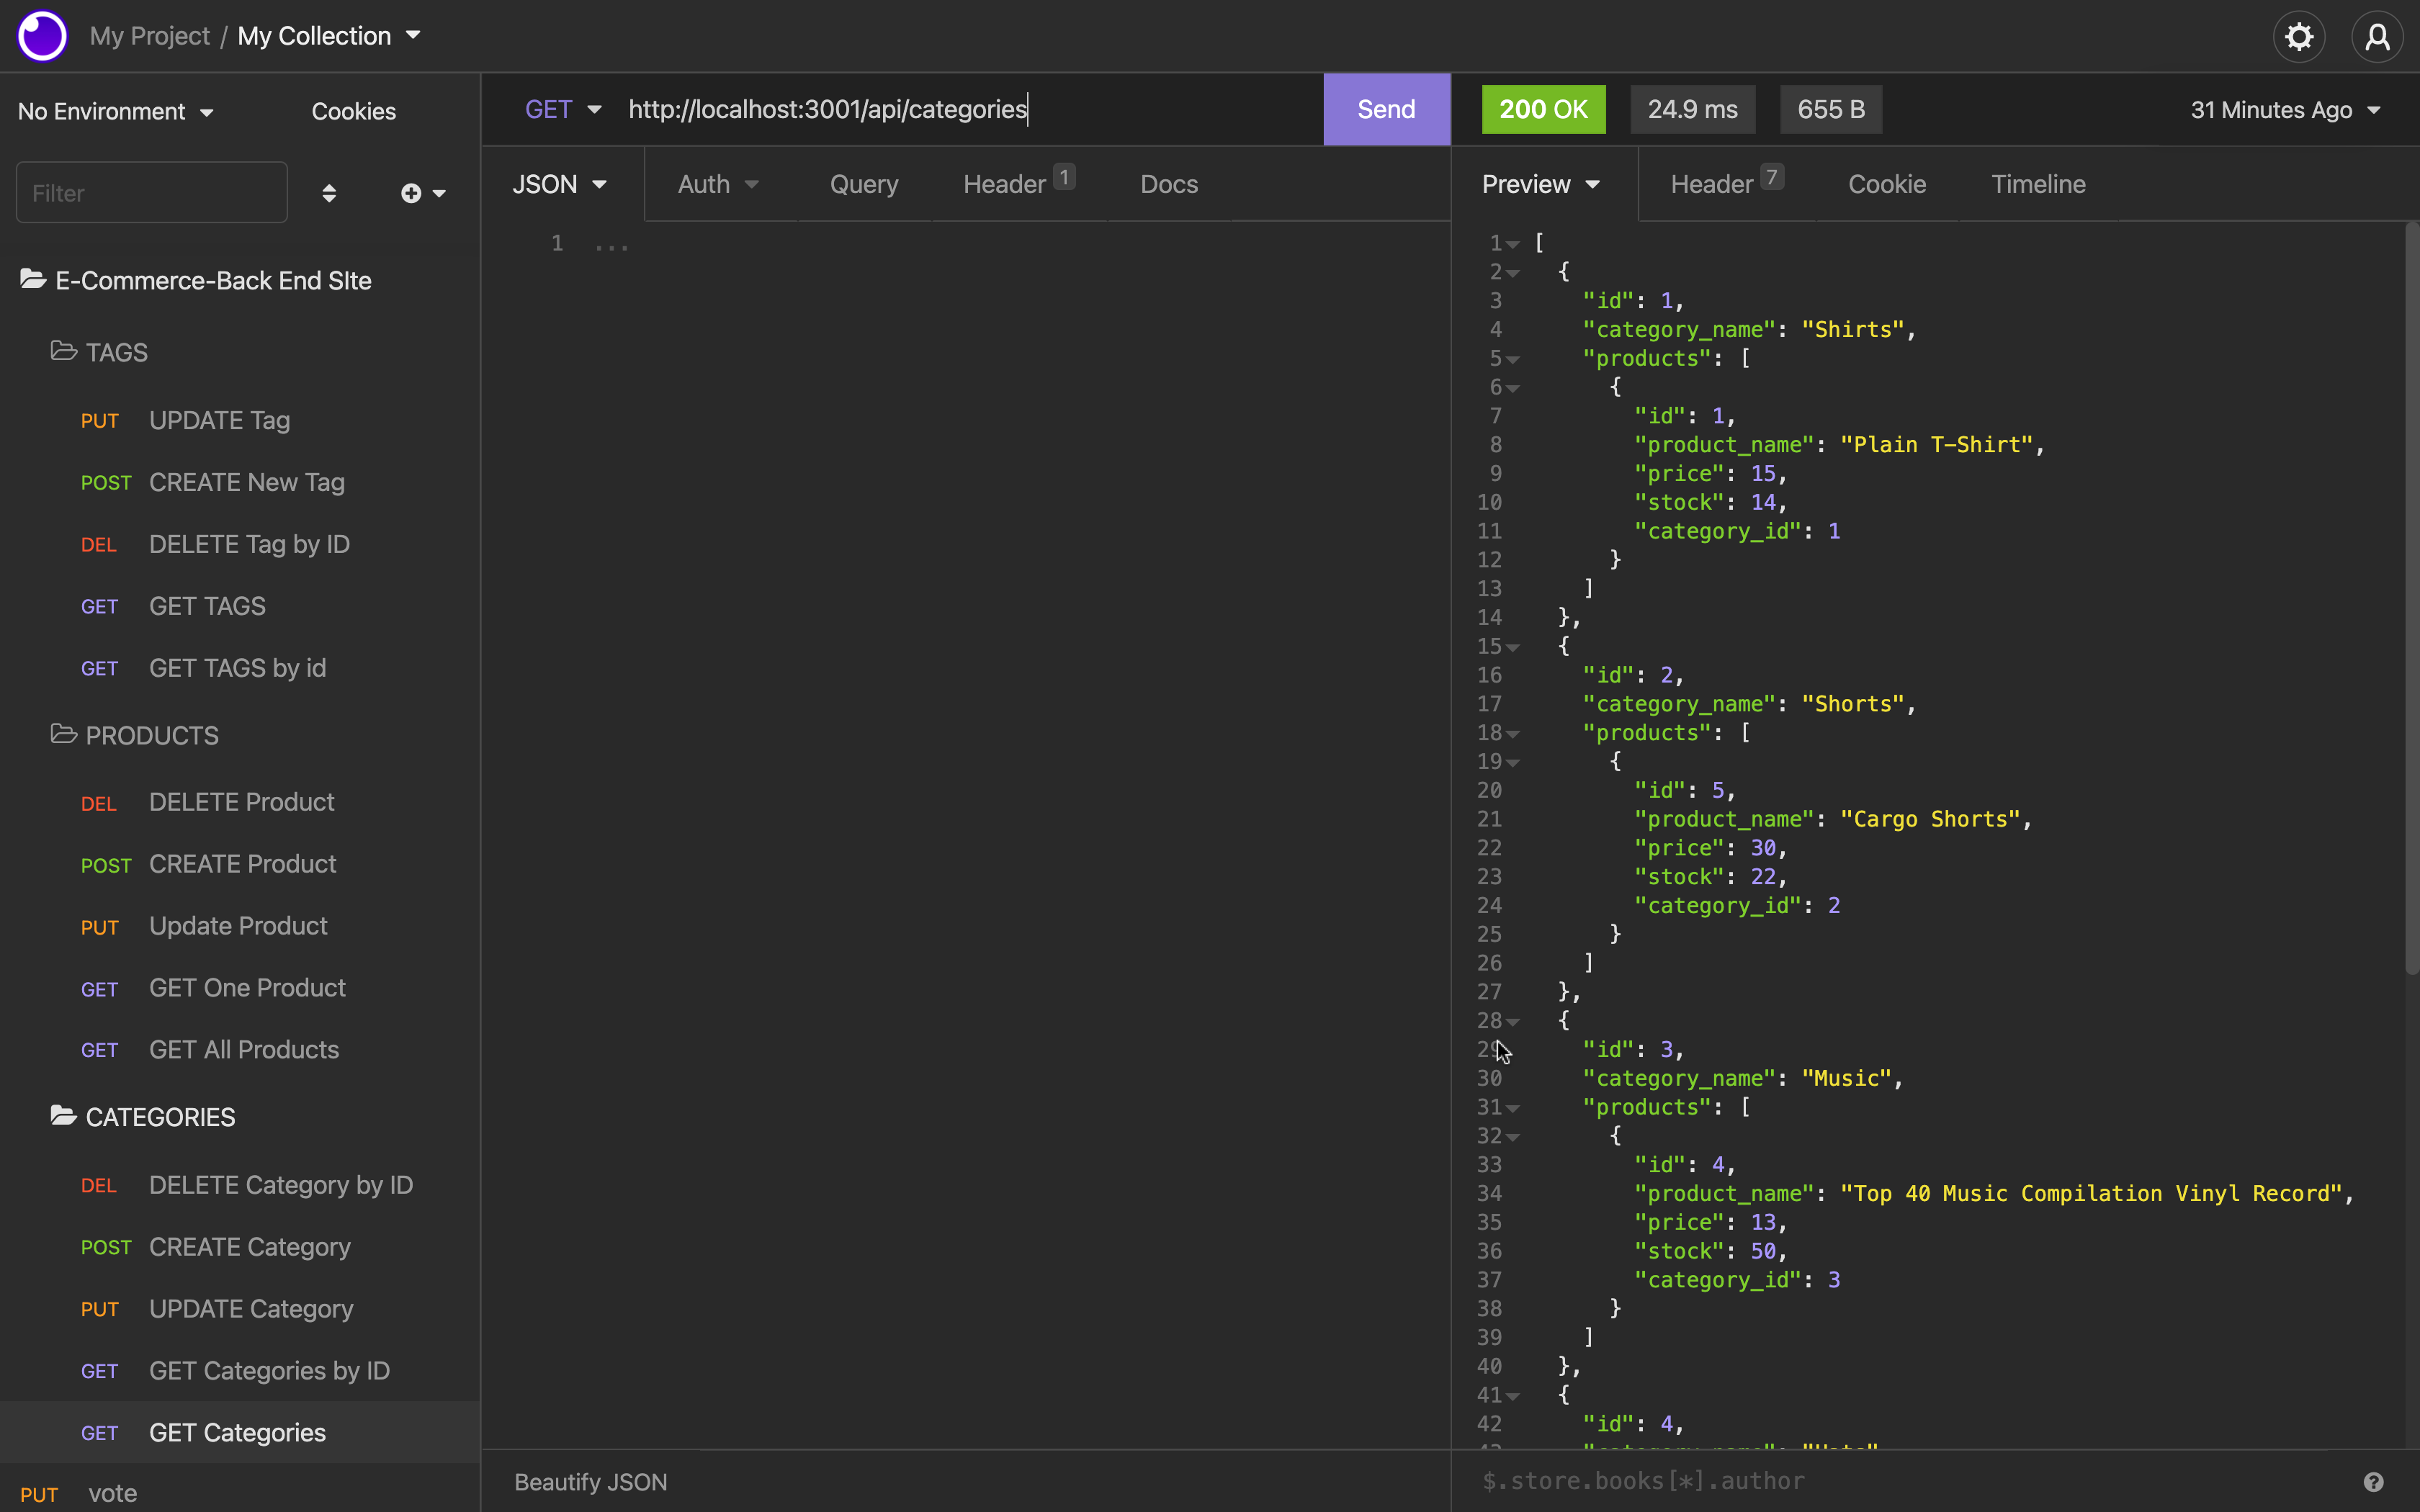 My Project / My Collection
No Environment
Cookies
Filter
E-Commerce-Back End SIte
TAGS
PUT UPDATE Tag
POST CREATE New Tag
DEL DELETE Tag by ID
GET GET TAGS
GET GET TAGS by id
PRODUCTS
DEL DELETE Product
POST CREATE Product
PUT Update Product
GET GET One Product
GET GET All Products
CATEGORIES
DEL DELETE Category by ID
POST CREATE Category
PUT UPDATE Category
GET GET Categories by ID
GET GET Categories
PUT vote
GET http://localhost:3001/api/categories Send
JSON Auth Query Header 1 Docs
1 ...
Beautify JSON
200 OK 24.9 ms 655 B 31 Minutes Ago
Preview Header 7 Cookie Timeline
1 [
2 {
3 "id": 1,
4 "category_name": "Shirts",
5 "products": [
6 {
7 "id": 1,
8 "product_name": "Plain T-Shirt",
9 "price": 15,
10 "stock": 14,
11 "category_id": 1
12 }
13 ]
14 },
15 {
16 "id": 2,
17 "category_name": "Shorts",
18 "products": [
19 {
20 "id": 5,
21 "product_name": "Cargo Shorts",
22 "price": 30,
23 "stock": 22,
24 "category_id": 2
25 }
26 ]
27 },
28 {
29 "id": 3,
30 "category_name": "Music",
31 "products": [
32 {
33 "id": 4,
34 "product_name": "Top 40 Music Compilation Vinyl Record",
35 "price": 13,
36 "stock": 50,
37 "category_id": 3
38 }
39 ]
40 },
41 {
42 "id": 4,
$.store.books[*].author